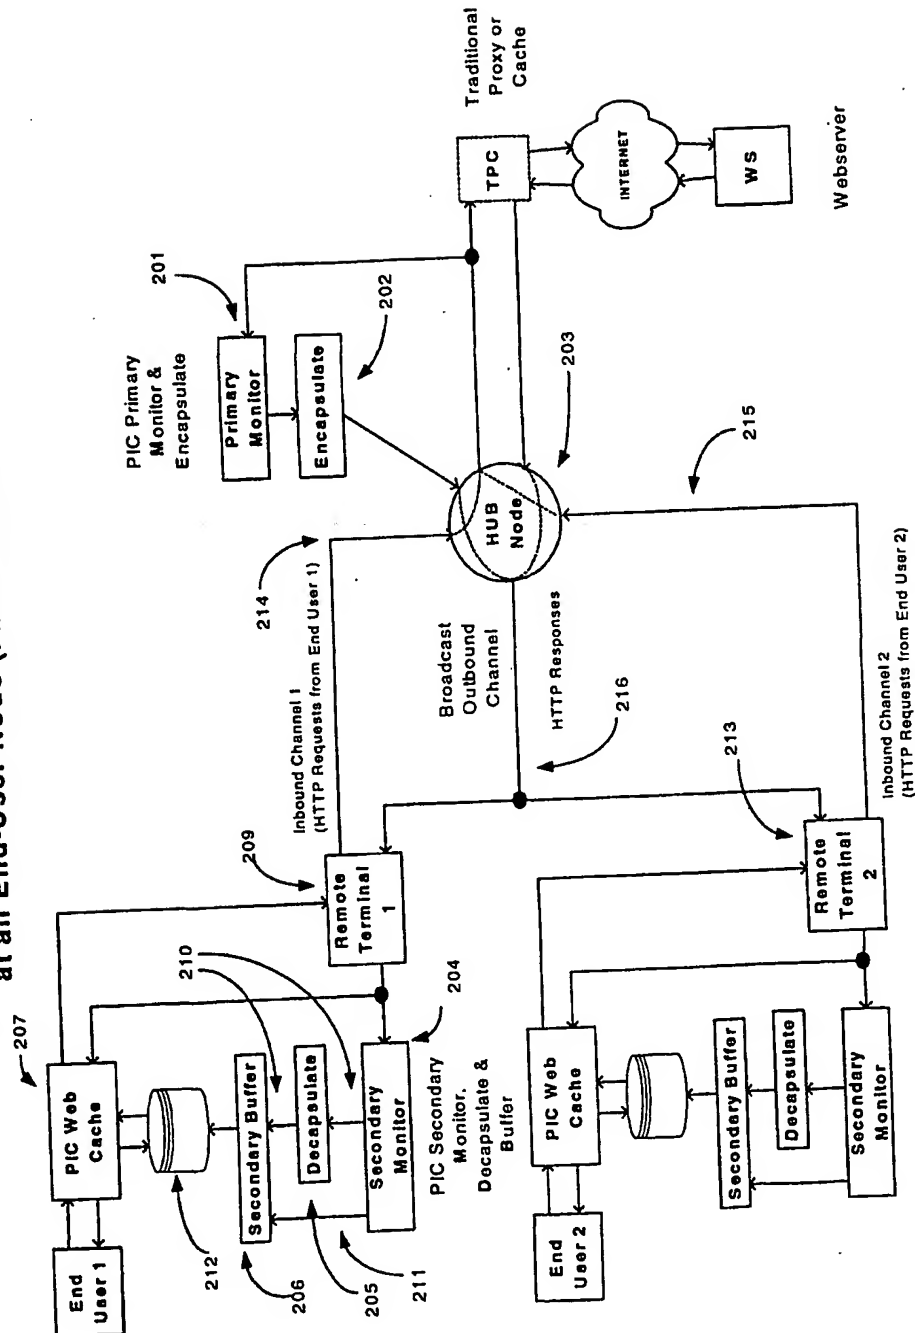 at an End-User Node
Traditional
Proxy or
Cache
TPC
INTERNET
WS
Webserver
201
202
PIC Primary
Monitor &
Encapsulate
Primary
Monitor
Encapsulate
203
HUB
Node
214
215
Inbound Channel 1
(HTTP Requests from End User 1)
Broadcast
Outbound
Channel
HTTP Responses
216
Inbound Channel 2
(HTTP Requests from End User 2)
209
213
Remote
Terminal
1
Remote
Terminal
2
207
210
204
PIC Web
Cache
Secondary Buffer
Decapsulate
Secondary
Monitor
PIC Secondary
Monitor,
Decapsulate &
Buffer
212
206
205
211
End
User 1
PIC Web
Cache
Secondary Buffer
Decapsulate
Secondary
Monitor
End
User 2